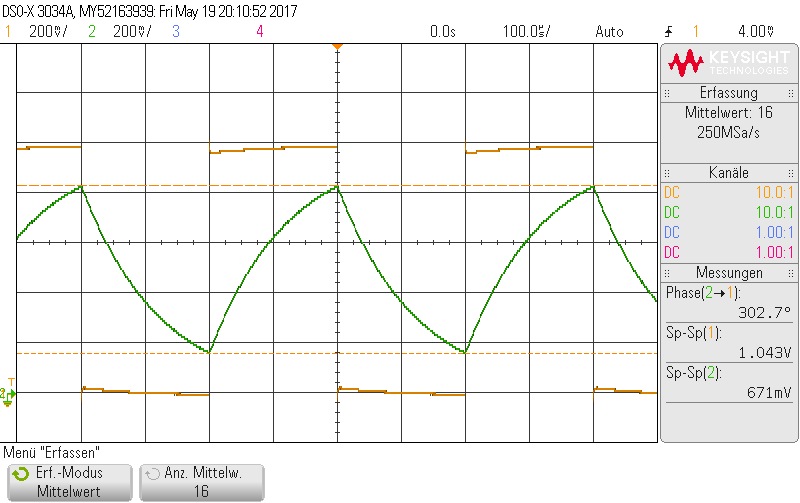 DSO-X 3034A, MY52163939: Fri May 19 20:10:52 2017
1 200V/ 2 200V/ 3 4 0.0s 100.0s/ Auto 1 4.00V
KEYSIGHT
TECHNOLOGIES
Erfassung
Mittelwert: 16
250MSa/s
Kanäle
DC 10.0:1
DC 10.0:1
DC 1.00:1
DC 1.00:1
Messungen
Phase(2→1):
302.7°
Sp-Sp(1):
1.043V
Sp-Sp(2):
671mV
T
2
Menü "Erfassen"
Erf.-Modus
Mittelwert
Anz. Mittelw.
16